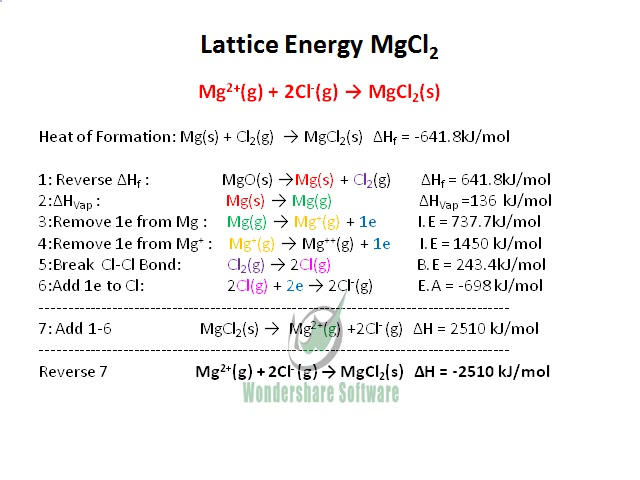 Lattice Energy MgCl₂
Mg²⁺(g) + 2Cl⁻(g) → MgCl₂(s)
Heat of Formation: Mg(s) + Cl₂(g) → MgCl₂(s) ΔHf = -641.8kJ/mol
1: Reverse ΔHf : MgO(s) →Mg(s) + Cl₂(g) ΔHf = 641.8kJ/mol
2:ΔHVap : Mg(s) → Mg(g) ΔHVap =136 kJ/mol
3:Remove 1e from Mg : Mg(g) → Mg⁺(g) + 1e I.E = 737.7kJ/mol
4:Remove 1e from Mg⁺ : Mg⁺(g) → Mg⁺⁺(g) + 1e I.E = 1450 kJ/mol
5:Break Cl-Cl Bond: Cl₂(g) → 2Cl(g) B.E = 243.4kJ/mol
6:Add 1e to Cl: 2Cl(g) + 2e → 2Cl⁻(g) E.A = -698 kJ/mol
7: Add 1-6 MgCl₂(s) → Mg²⁺(g) +2Cl⁻ (g) ΔH = 2510 kJ/mol
Reverse 7 Mg²⁺(g) + 2Cl⁻ (g) → MgCl₂(s) ΔH = -2510 kJ/mol
Wondershare Software